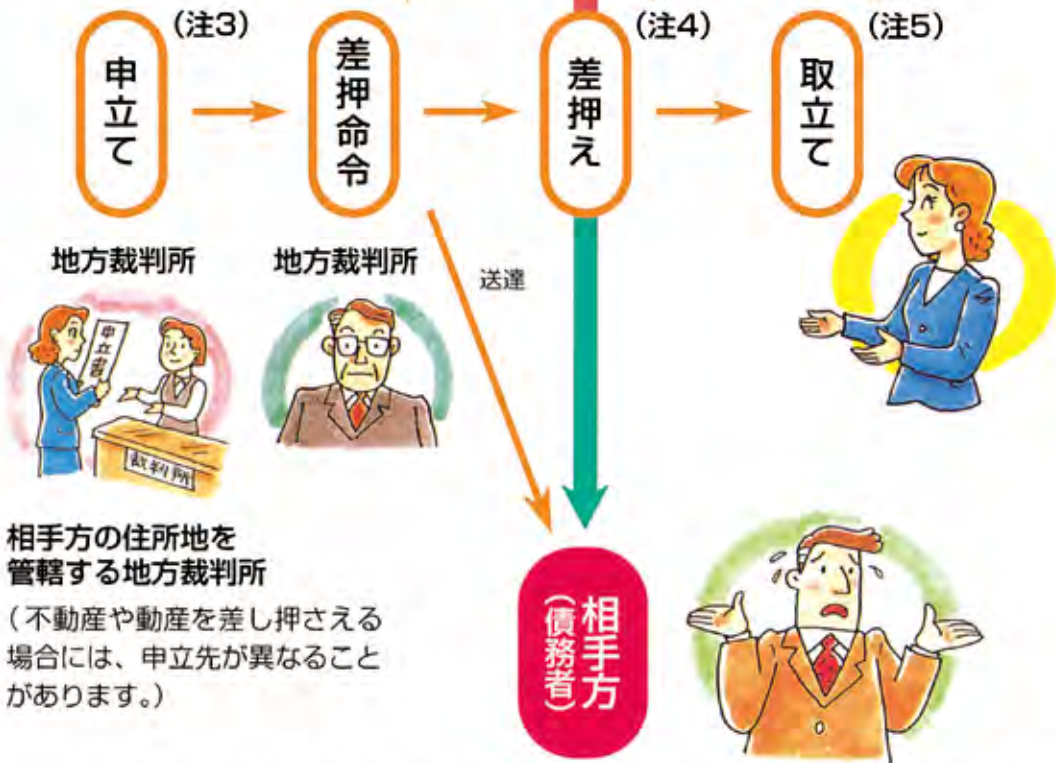 (注3)
(注4)
(注5)
申立て
差押命令
差押え
取立て
地方裁判所
地方裁判所
送達
申立書
裁判所
相手方の住所地を
管轄する地方裁判所
(不動産や動産を差し押さえる
場合には、申立先が異なること
があります。)
相手方
(債務者)